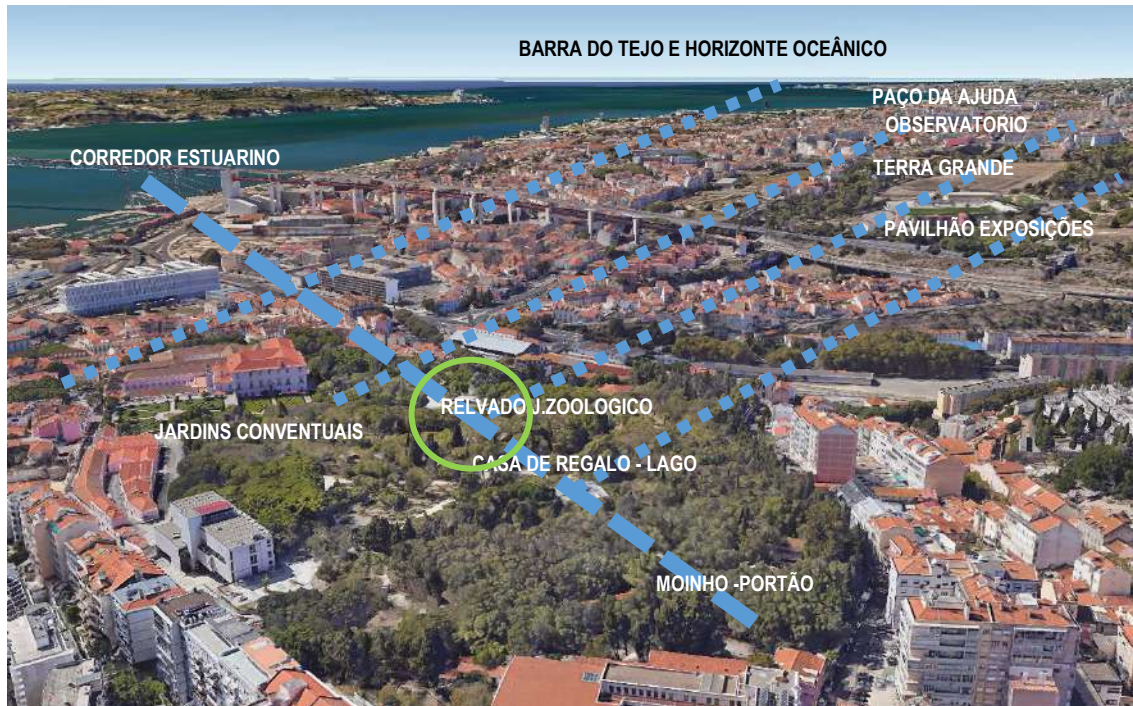 BARRA DO TEJO E HORIZONTE OCEÂNICO
PAÇO DA AJUDA
OBSERVATORIO
CORREDOR ESTUARINO
TERRA GRANDE
PAVILHÃO EXPOSIÇÕES
RELVADO J.ZOOLOGICO
JARDINS CONVENTUAIS
CASA DE REGALO - LAGO
MOINHO -PORTÃO